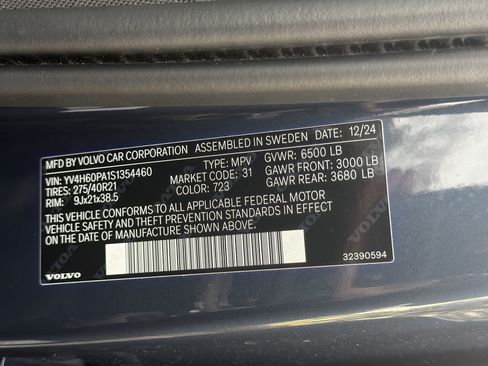 MFD BY VOLVO CAR CORPORATION ASSEMBLED IN SWEDEN DATE: 12/24
VIN: YV4H60PA1S1354460 TYPE: MPV GVWR: 6500 LB
TIRES: 275/40R21 MARKET CODE: 31 GAWR FRONT: 3000 LB
RIM: 9Jx21x38.5 COLOR: 723 GAWR REAR: 3680 LB
THIS VEHICLE CONFORMS TO ALL APPLICABLE FEDERAL MOTOR
VEHICLE SAFETY AND THEFT PREVENTION STANDARDS IN EFFECT
ON THE DATE OF MANUFACTURE SHOWN ABOVE.
VOLVO 32390594